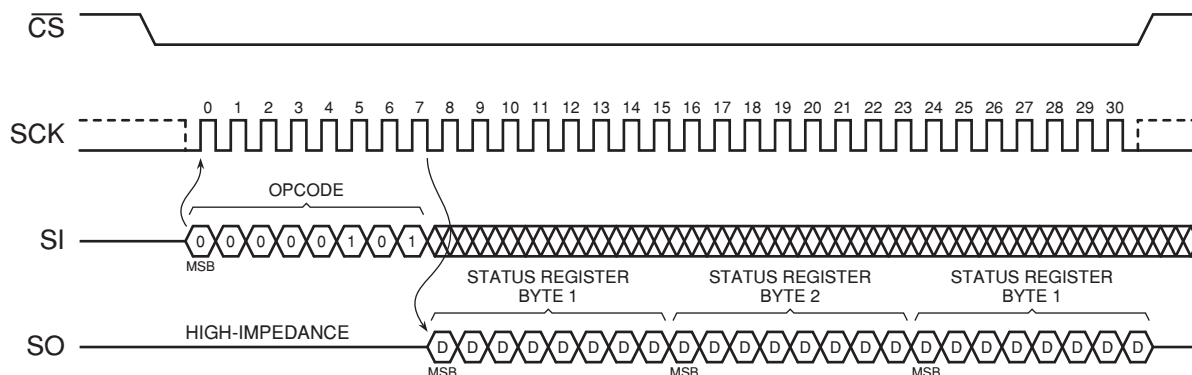 CS
0 1 2 3 4 5 6 7 8 9 10 11 12 13 14 15 16 17 18 19 20 21 22 23 24 25 26 27 28 29 30
SCK
OPCODE
SI
0 0 0 0 0 1 0 1
MSB
STATUS REGISTER
BYTE 1
STATUS REGISTER
BYTE 2
STATUS REGISTER
BYTE 1
HIGH-IMPEDANCE
SO
D D D D D D D D D D D D D D D D D D D D D D D D
MSB MSB MSB